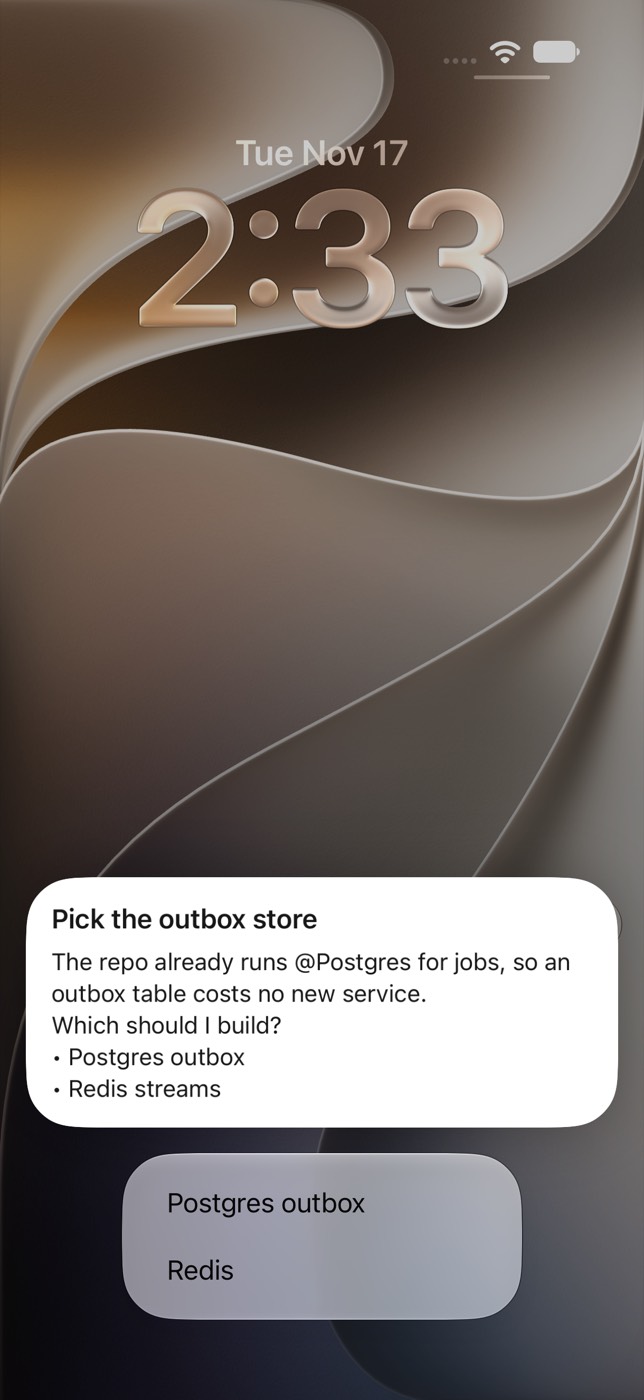 Tue Nov 17
2:33
Pick the outbox store
The repo already runs @Postgres for jobs, so an
outbox table costs no new service.
Which should I build?
• Postgres outbox
• Redis streams
Postgres outbox
Redis